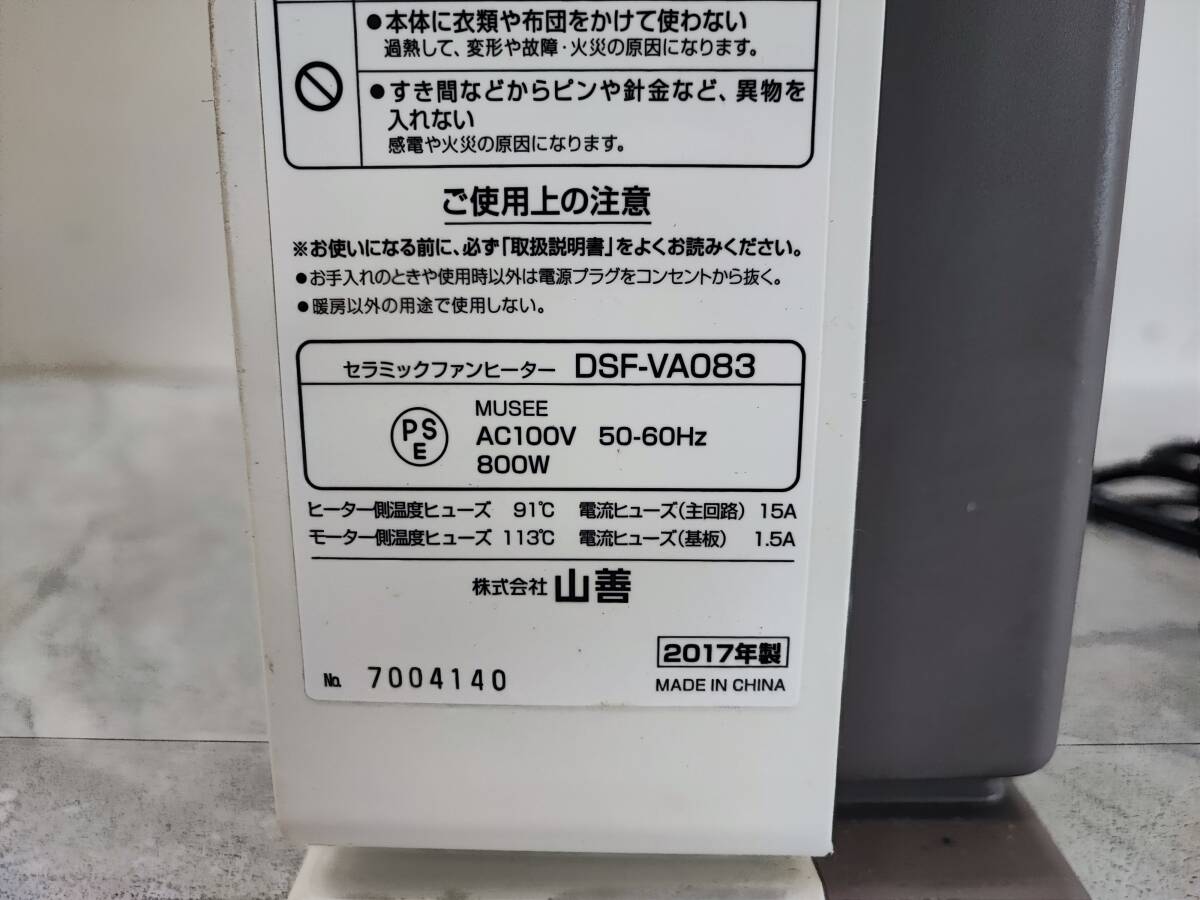 ●本体に衣類や布団をかけて使わない
過熱して、変形や故障・火災の原因になります。
●すき間などからピンや針金など、異物を
入れない
感電や火災の原因になります。
ご使用上の注意
※お使いになる前に、必ず「取扱説明書」をよくお読みください。
●お手入れのときや使用時以外は電源プラグをコンセントから抜く。
●暖房以外の用途で使用しない。
セラミックファンヒーター DSF-VA083
PSE
MUSEE
AC100V 50-60Hz
800W
ヒーター側温度ヒューズ 91℃ 電流ヒューズ(主回路) 15A
モーター側温度ヒューズ 113℃ 電流ヒューズ(基板) 1.5A
株式会社 山善
2017年製
№ 7004140
MADE IN CHINA